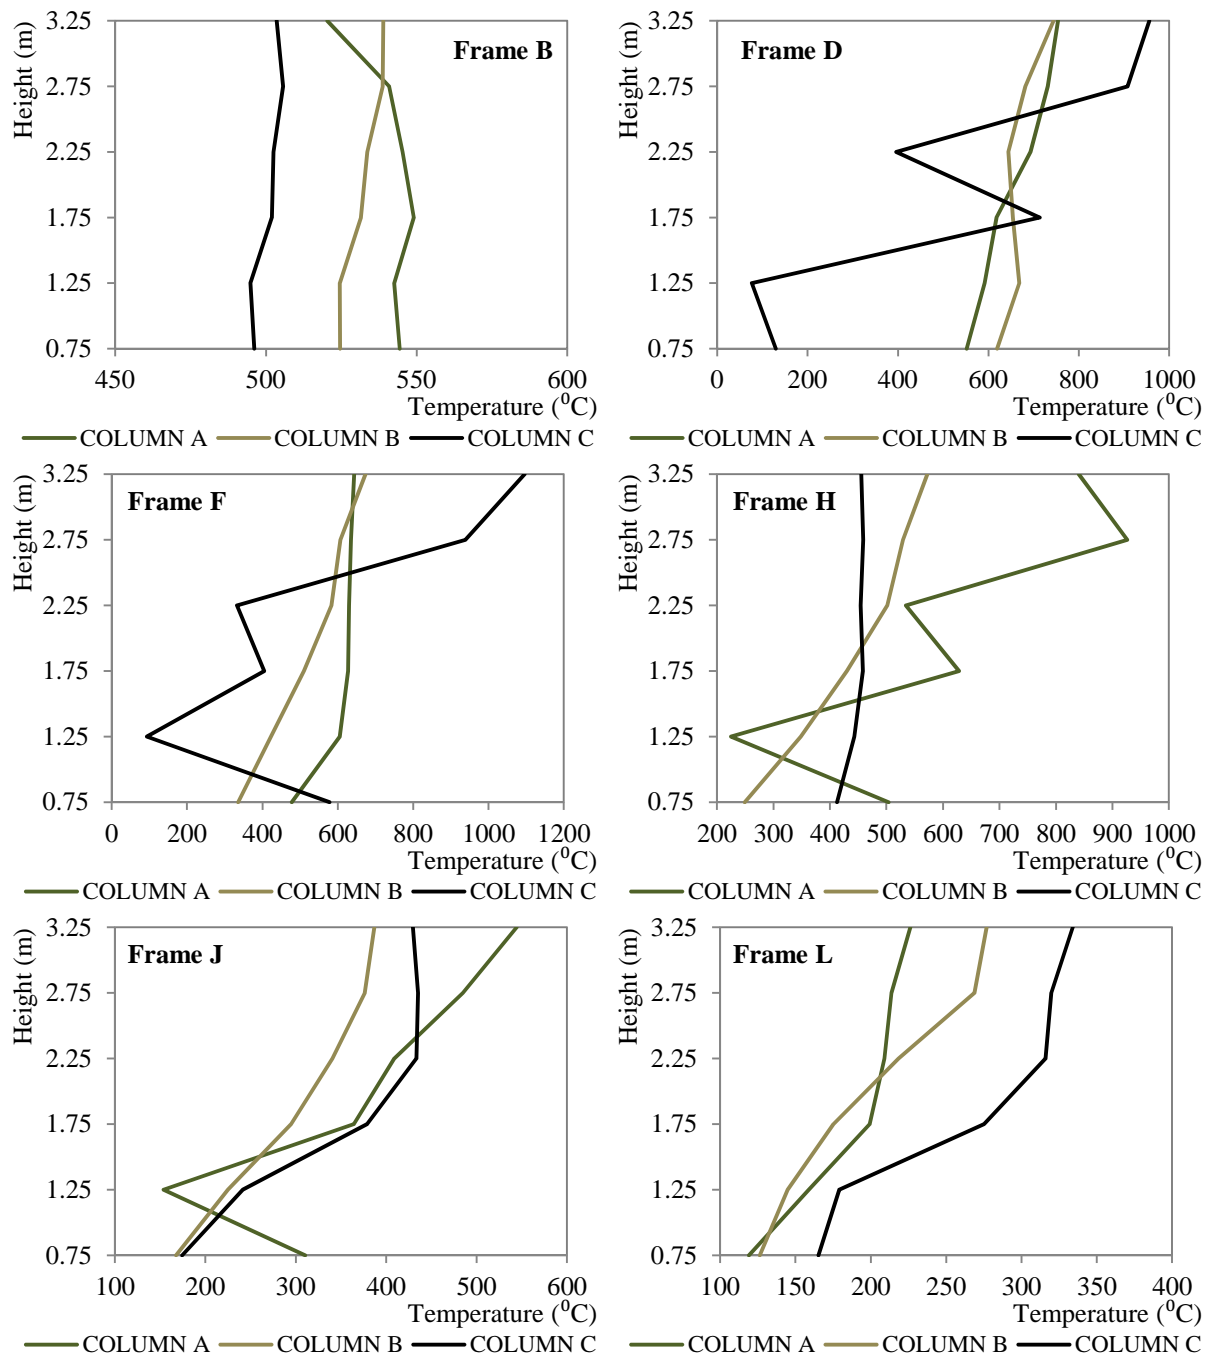 Height (m)
3.25
2.75
2.25
1.75
1.25
0.75
Frame B
450 500 550 600
Temperature (⁰C)
COLUMN A COLUMN B COLUMN C
Height (m)
3.25
2.75
2.25
1.75
1.25
0.75
Frame D
0 200 400 600 800 1000
Temperature (⁰C)
COLUMN A COLUMN B COLUMN C
Height (m)
3.25
2.75
2.25
1.75
1.25
0.75
Frame F
0 200 400 600 800 1000 1200
Temperature (⁰C)
COLUMN A COLUMN B COLUMN C
Height (m)
3.25
2.75
2.25
1.75
1.25
0.75
Frame H
200 300 400 500 600 700 800 900 1000
Temperature (⁰C)
COLUMN A COLUMN B COLUMN C
Height (m)
3.25
2.75
2.25
1.75
1.25
0.75
Frame J
100 200 300 400 500 600
Temperature (⁰C)
COLUMN A COLUMN B COLUMN C
Height (m)
3.25
2.75
2.25
1.75
1.25
0.75
Frame L
100 150 200 250 300 350 400
Temperature (⁰C)
COLUMN A COLUMN B COLUMN C